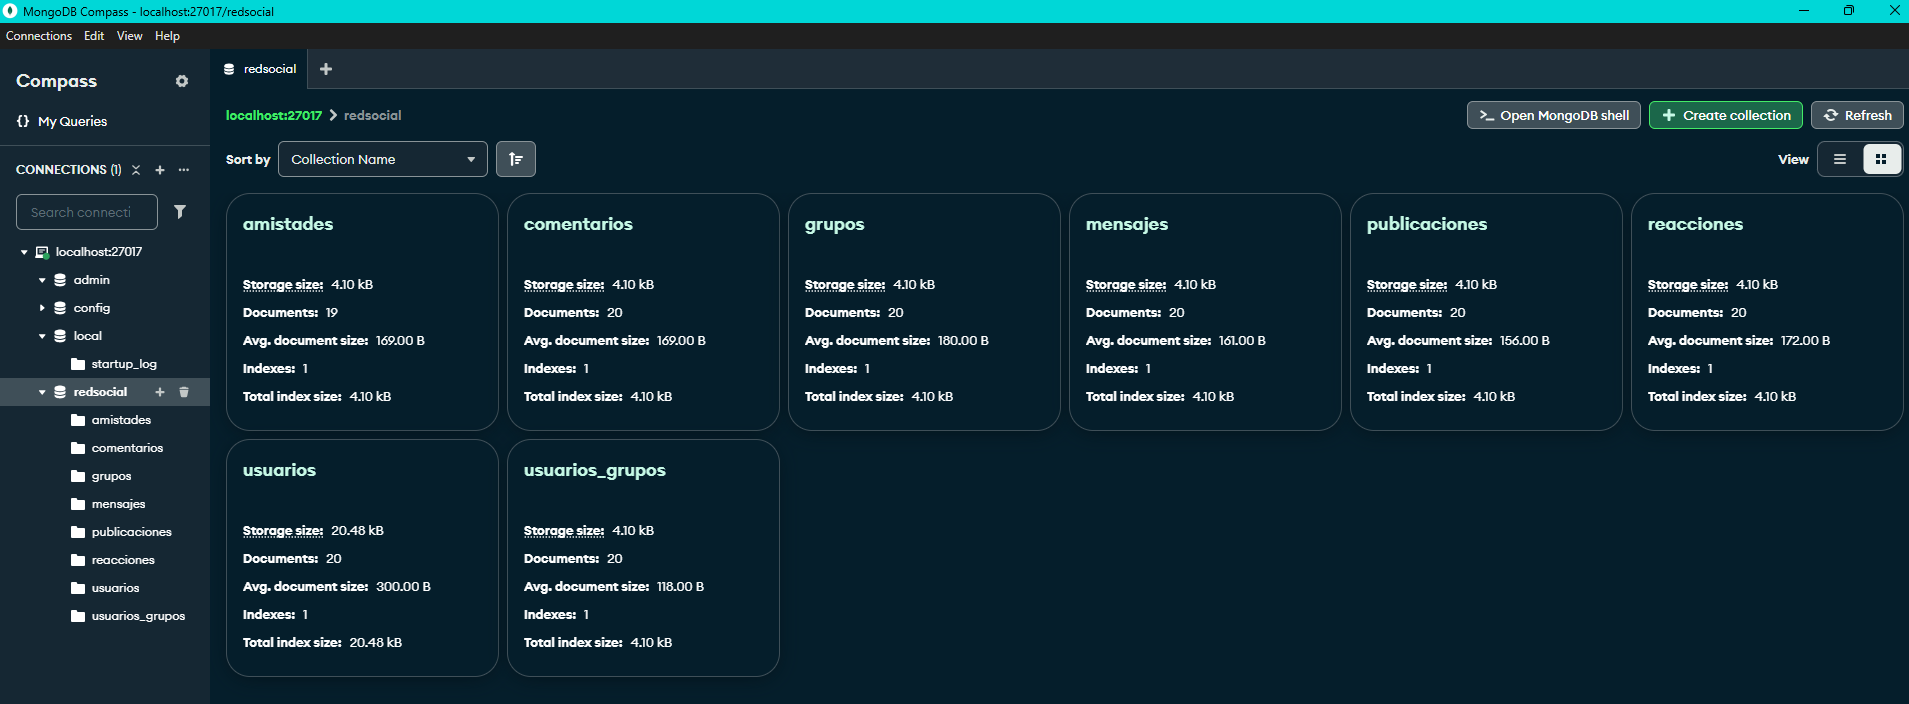 MongoDB Compass - localhost:27017/redsocial
Connections Edit View Help
Compass
My Queries
CONNECTIONS (1)
Search connecti
localhost:27017
admin
config
local
startup_log
redsocial
amistades
comentarios
grupos
mensajes
publicaciones
reacciones
usuarios
usuarios_grupos
redsocial
localhost:27017 redsocial
Open MongoDB shell
Create collection
Refresh
Sort by Collection Name
View
amistades
Storage size: 4.10 kB
Documents: 19
Avg. document size: 169.00 B
Indexes: 1
Total index size: 4.10 kB
comentarios
Storage size: 4.10 kB
Documents: 20
Avg. document size: 169.00 B
Indexes: 1
Total index size: 4.10 kB
grupos
Storage size: 4.10 kB
Documents: 20
Avg. document size: 180.00 B
Indexes: 1
Total index size: 4.10 kB
mensajes
Storage size: 4.10 kB
Documents: 20
Avg. document size: 161.00 B
Indexes: 1
Total index size: 4.10 kB
publicaciones
Storage size: 4.10 kB
Documents: 20
Avg. document size: 156.00 B
Indexes: 1
Total index size: 4.10 kB
reacciones
Storage size: 4.10 kB
Documents: 20
Avg. document size: 172.00 B
Indexes: 1
Total index size: 4.10 kB
usuarios
Storage size: 20.48 kB
Documents: 20
Avg. document size: 300.00 B
Indexes: 1
Total index size: 20.48 kB
usuarios_grupos
Storage size: 4.10 kB
Documents: 20
Avg. document size: 118.00 B
Indexes: 1
Total index size: 4.10 kB